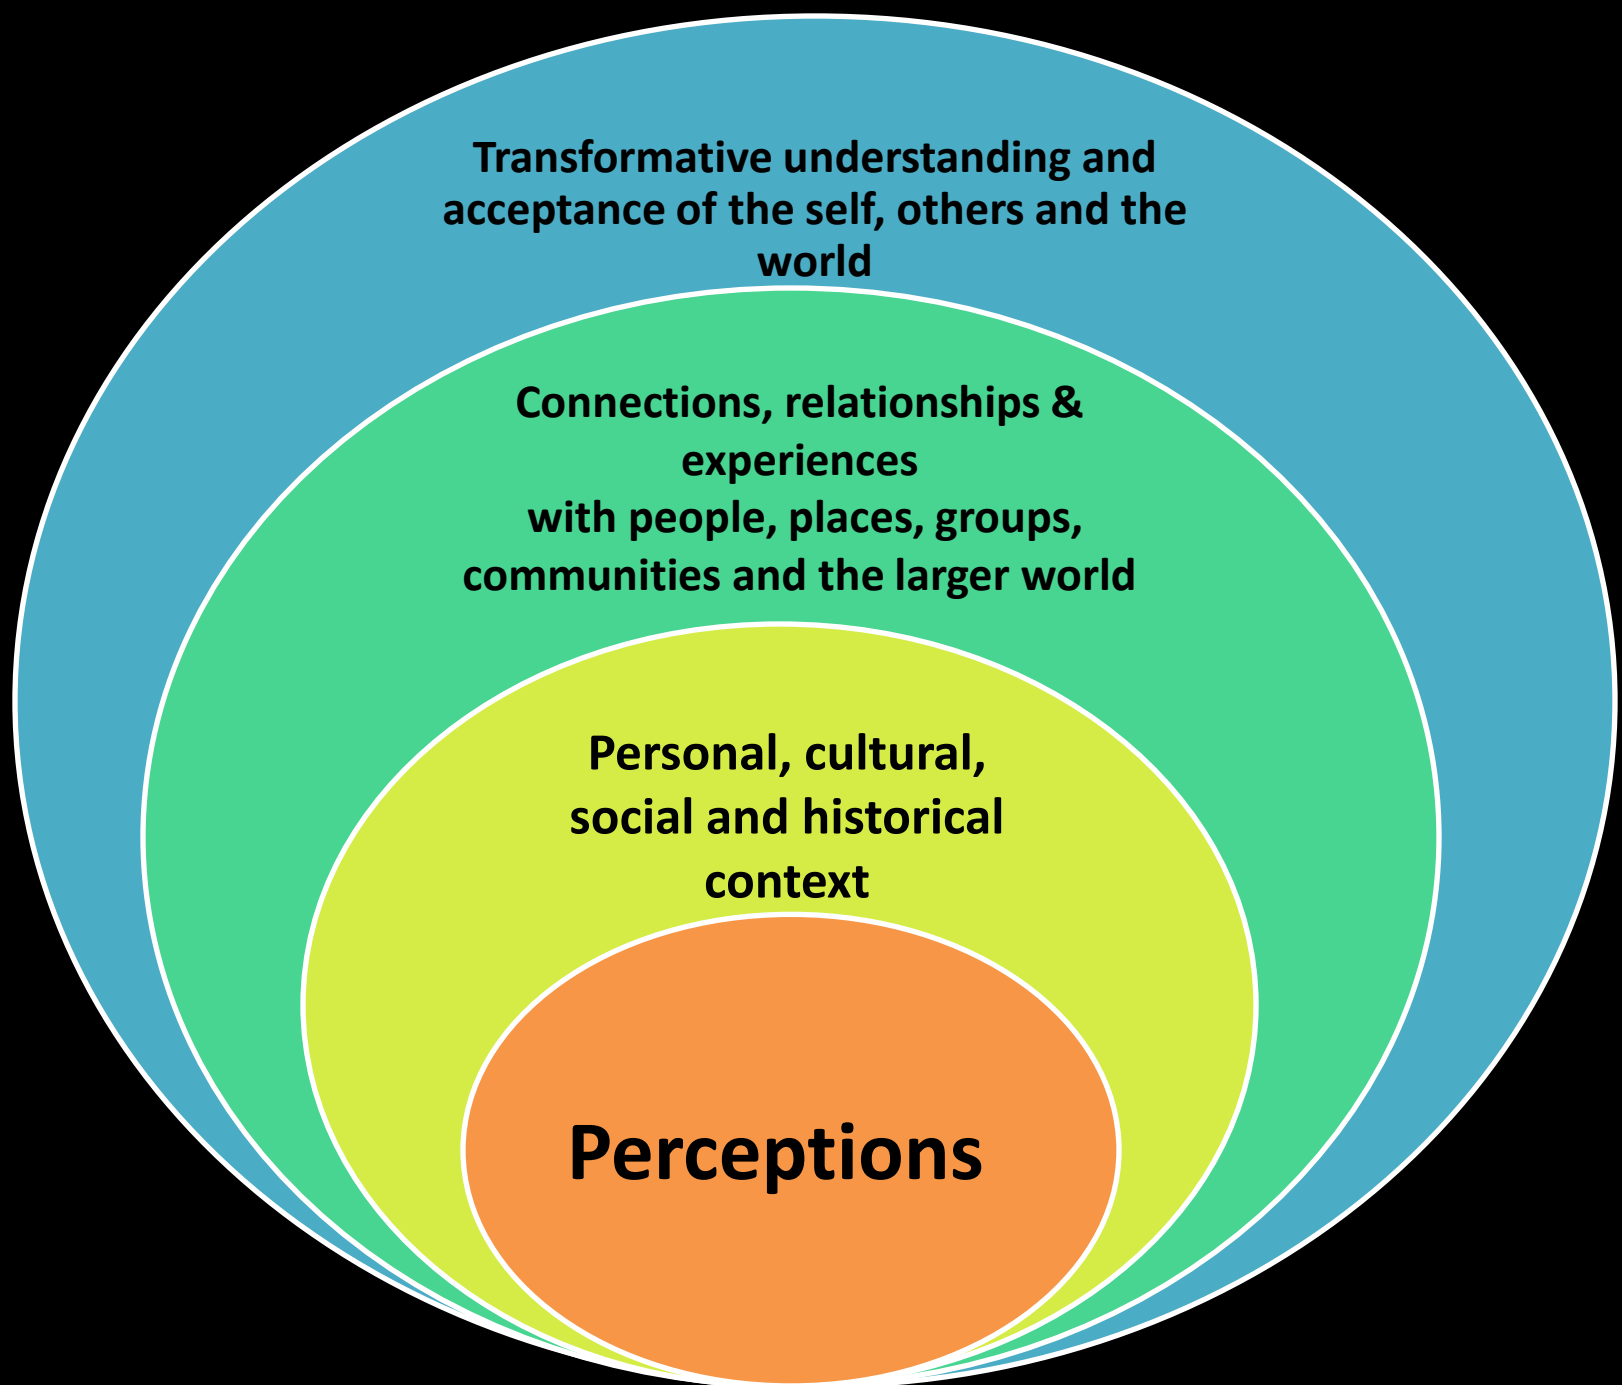 Transformative understanding and
acceptance of the self, others and the
world
Connections, relationships &
experiences
with people, places, groups,
communities and the larger world
Personal, cultural,
social and historical
context
Perceptions